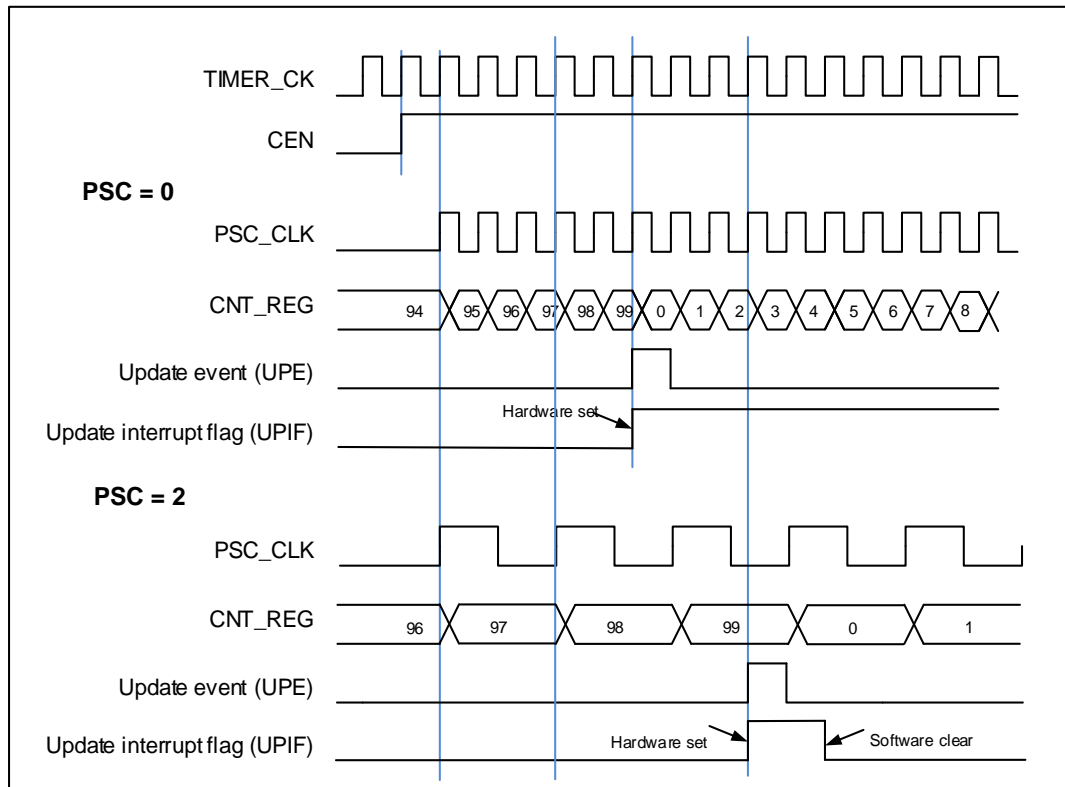 TIMER_CK
CEN
PSC = 0
PSC_CLK
CNT_REG 94 95 96 97 98 99 0 1 2 3 4 5 6 7 8
Update event (UPE)
Hardware set
Update interrupt flag (UPIF)
PSC = 2
PSC_CLK
CNT_REG 96 97 98 99 0 1
Update event (UPE)
Update interrupt flag (UPIF) Hardware set Software clear